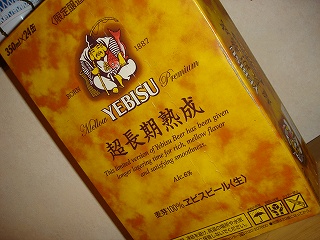 350ml×24缶
限定醸造
SINCE 1887
Mellow YEBISU Premium
超長期熟成
This limited version of Yebisu Beer has been given
longer lagering time for rich, mellow flavor
and satisfying smoothness.
Alc.6%
麦芽100% ヱビスビール〈生〉